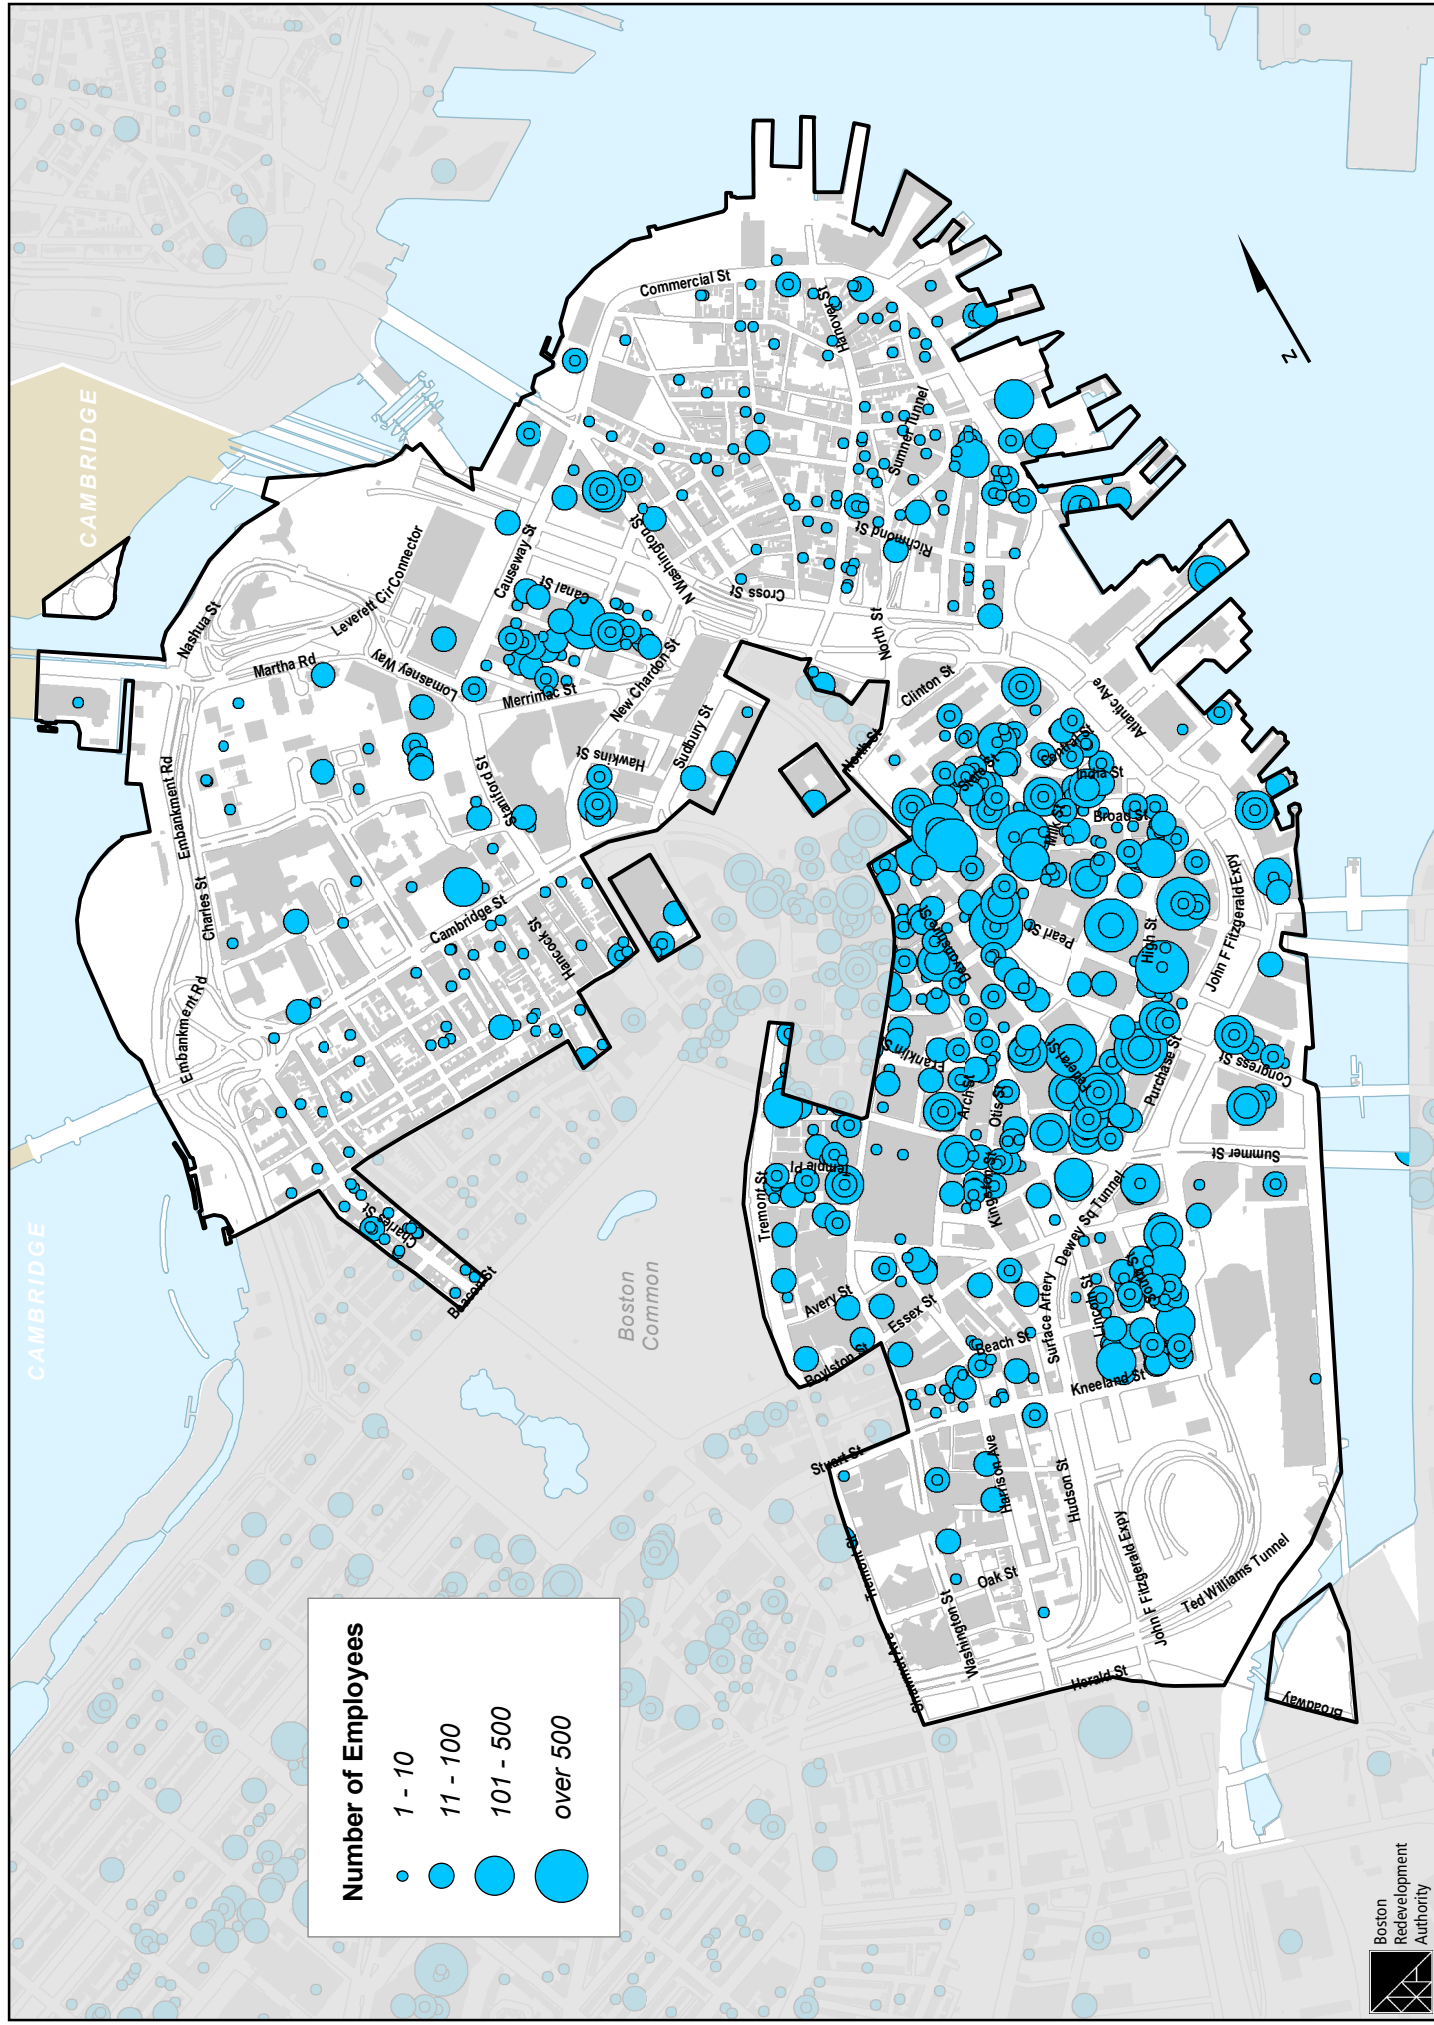 CAMBRIDGE
CAMBRIDGE
Commercial St
Hanover St
Sumner Tunnel
Richmond St
N Washington St
Cross St
North St
Causeway St
Canal St
Leverett Cir Connector
Nashua St
Martha Rd
Lomasney Way
Merrimac St
New Chardon St
Sudbury St
Hawkins St
Staniford St
Embankment Rd
Charles St
Cambridge St
Hancock St
Embankment Rd
Charles St
Beacon St
Boston
Common
N
Clinton St
North St
Atlantic Ave
State St
Central St
India St
Milk St
Broad St
Devonshire St
Pearl St
High St
John F Fitzgerald Expy
Franklin St
Arch St
Otis St
Federal St
Purchase St
Congress St
Summer St
Tremont St
Temple Pl
Kingston St
Dewey Sq Tunnel
Avery St
Essex St
Boylston St
Beach St
Surface Artery
Lincoln St
South St
Kneeland St
Stuart St
Harrison Ave
Hudson St
Tremont St
Oak St
Washington St
Shawmut Ave
John F Fitzgerald Expy
Ted Williams Tunnel
Herald St
Broadway
Number of Employees
1 - 10
11 - 100
101 - 500
over 500
Boston
Redevelopment
Authority